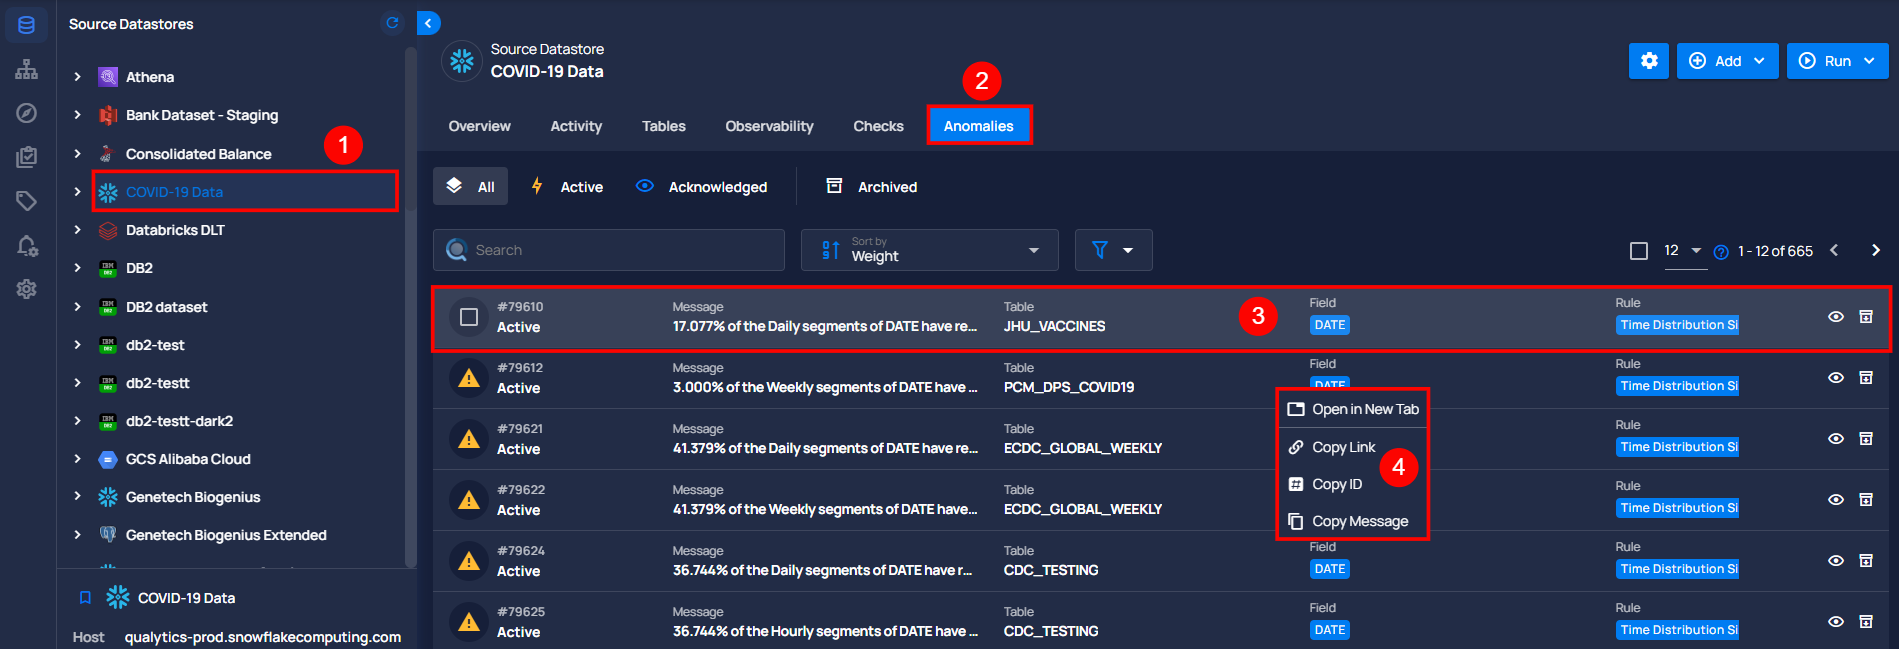 Source Datastores
Athena
Bank Dataset - Staging
Consolidated Balance
1
COVID-19 Data
Databricks DLT
DB2
DB2 dataset
db2-test
db2-testt
db2-testt-dark2
GCS Alibaba Cloud
Genetech Biogenius
Genetech Biogenius Extended
COVID-19 Data
Host qualytics-prod.snowflakecomputing.com
Source Datastore
COVID-19 Data
Add
Run
2
Overview Activity Tables Observability Checks Anomalies
All Active Acknowledged Archived
Search
Sort by
Weight
12 1 - 12 of 665
#79610 Message Table Field Rule
Active 17.077% of the Daily segments of DATE have re... JHU_VACCINES 3 DATE Time Distribution Si
#79612 Message Table Field Rule
Active 3.000% of the Weekly segments of DATE have ... PCM_DPS_COVID19 DATE Time Distribution Si
#79621 Message Table Rule
Active 41.379% of the Daily segments of DATE have re... ECDC_GLOBAL_WEEKLY Time Distribution Si
#79622 Message Table Rule
Active 41.379% of the Weekly segments of DATE have... ECDC_GLOBAL_WEEKLY Time Distribution Si
Open in New Tab
Copy Link
4
Copy ID
Copy Message
#79624 Message Table Field Rule
Active 36.744% of the Daily segments of DATE have r... CDC_TESTING DATE Time Distribution Si
#79625 Message Table Field Rule
Active 36.744% of the Hourly segments of DATE have ... CDC_TESTING DATE Time Distribution Si